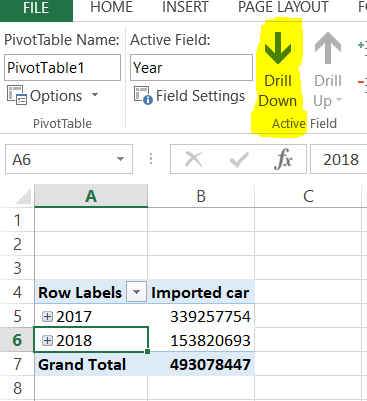 FILE HOME INSERT PAGE LAYOUT
PivotTable Name: Active Field:
PivotTable1 Year Drill Down Drill Up
Options Field Settings
PivotTable Active Field
A6 fx 2018
A B C
1
2
3
4 Row Labels Imported car
5 2017 339257754
6 2018 153820693
7 Grand Total 493078447
8